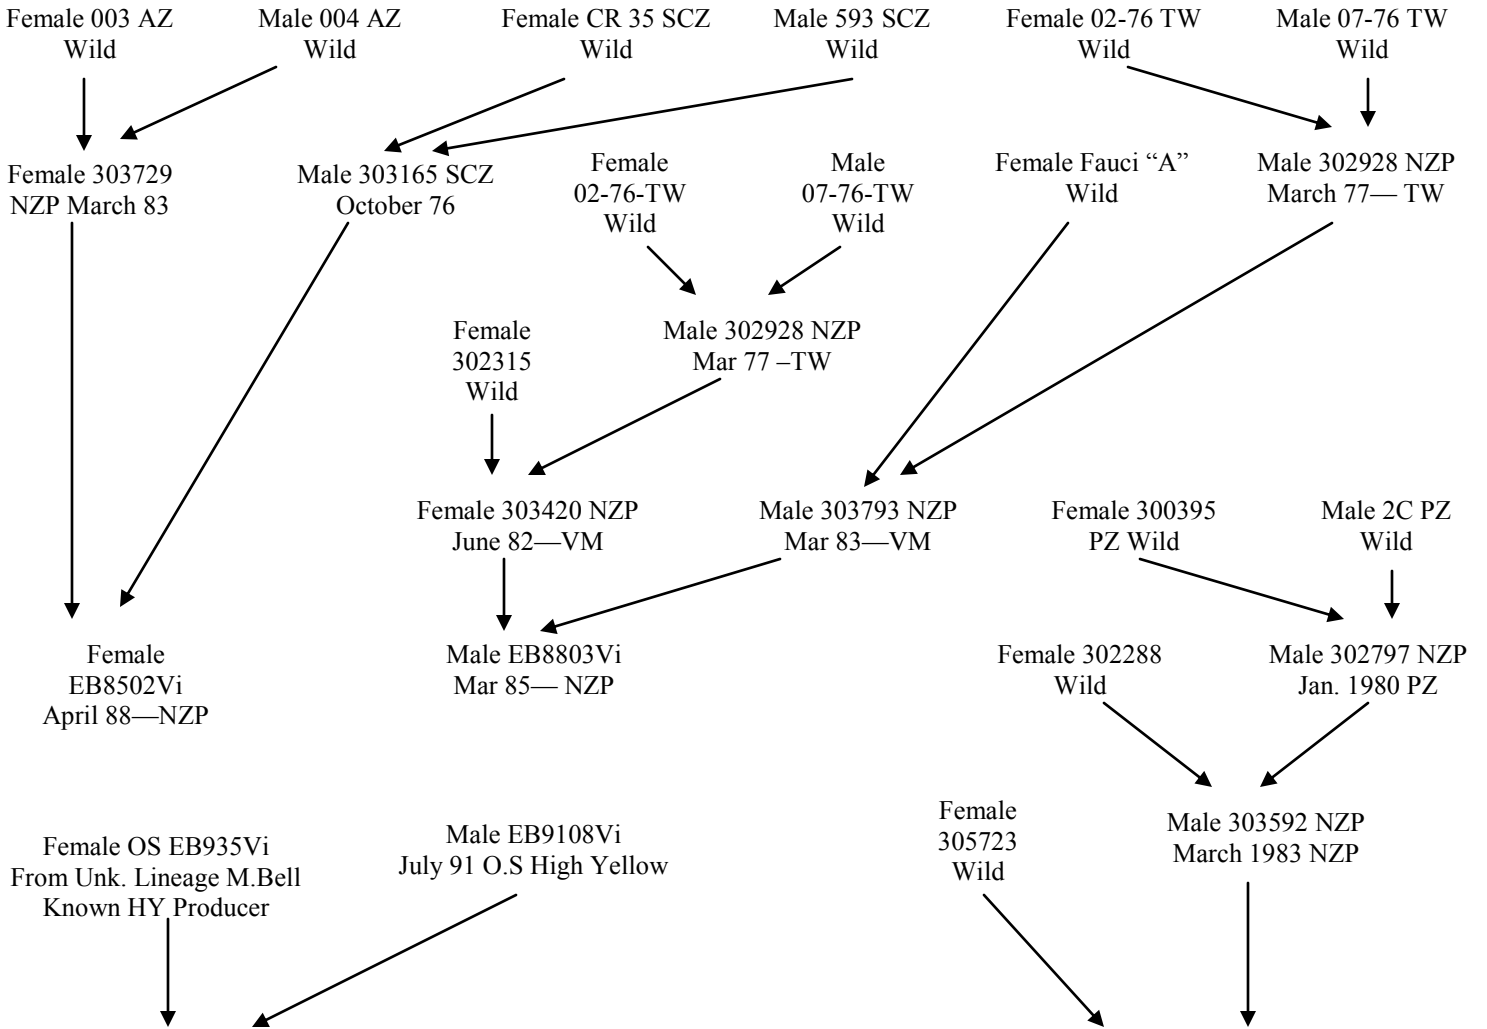 Female 003 AZ
Wild
Male 004 AZ
Wild
Female CR 35 SCZ
Wild
Male 593 SCZ
Wild
Female 02-76 TW
Wild
Male 07-76 TW
Wild
Female 303729
NZP March 83
Male 303165 SCZ
October 76
Female
02-76-TW
Wild
Male
07-76-TW
Wild
Female Fauci “A”
Wild
Male 302928 NZP
March 77— TW
Female
302315
Wild
Male 302928 NZP
Mar 77 –TW
Female 303420 NZP
June 82—VM
Male 303793 NZP
Mar 83—VM
Female 300395
PZ Wild
Male 2C PZ
Wild
Female
EB8502Vi
April 88—NZP
Male EB8803Vi
Mar 85— NZP
Female 302288
Wild
Male 302797 NZP
Jan. 1980 PZ
Female OS EB935Vi
From Unk. Lineage M.Bell
Known HY Producer
Male EB9108Vi
July 91 O.S High Yellow
Female
305723
Wild
Male 303592 NZP
March 1983 NZP